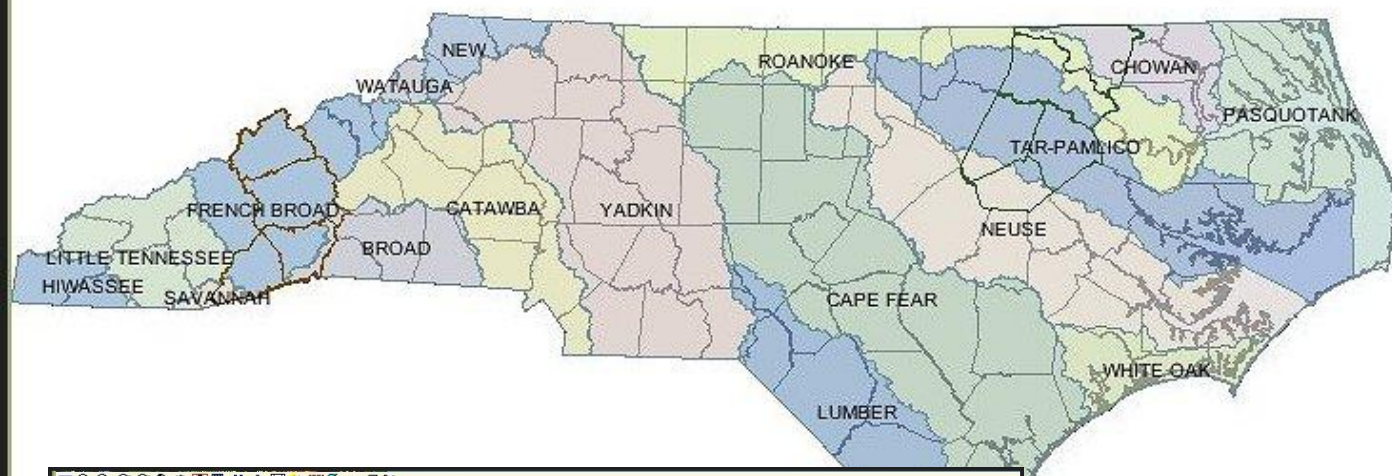 NEW
ROANOKE
CHOWAN
WATAUGA
PASQUOTANK
TAR-PAMLICO
FRENCH BROAD
CATAWBA
YADKIN
NEUSE
BROAD
LITTLE TENNESSEE
HIWASSEE
SAVANNAH
CAPE FEAR
WHITE OAK
LUMBER